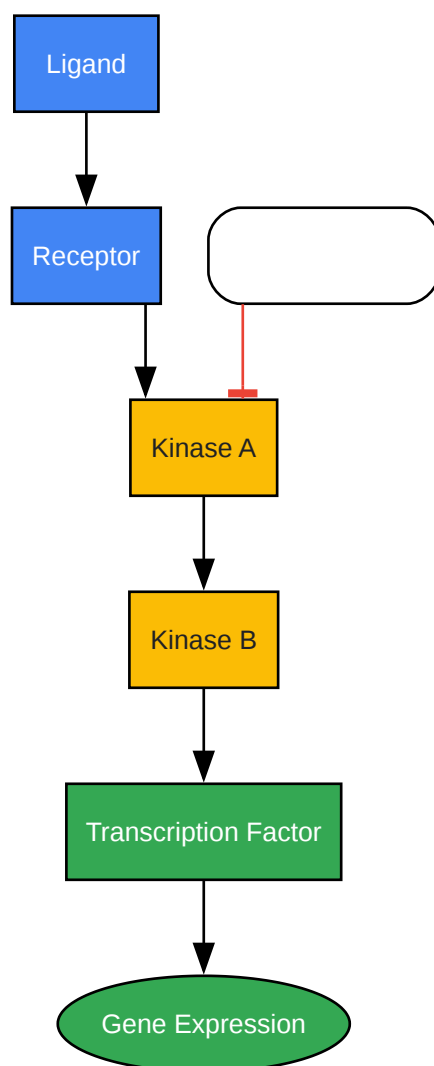 Ligand
Receptor
Kinase A
Kinase B
Transcription Factor
Gene Expression